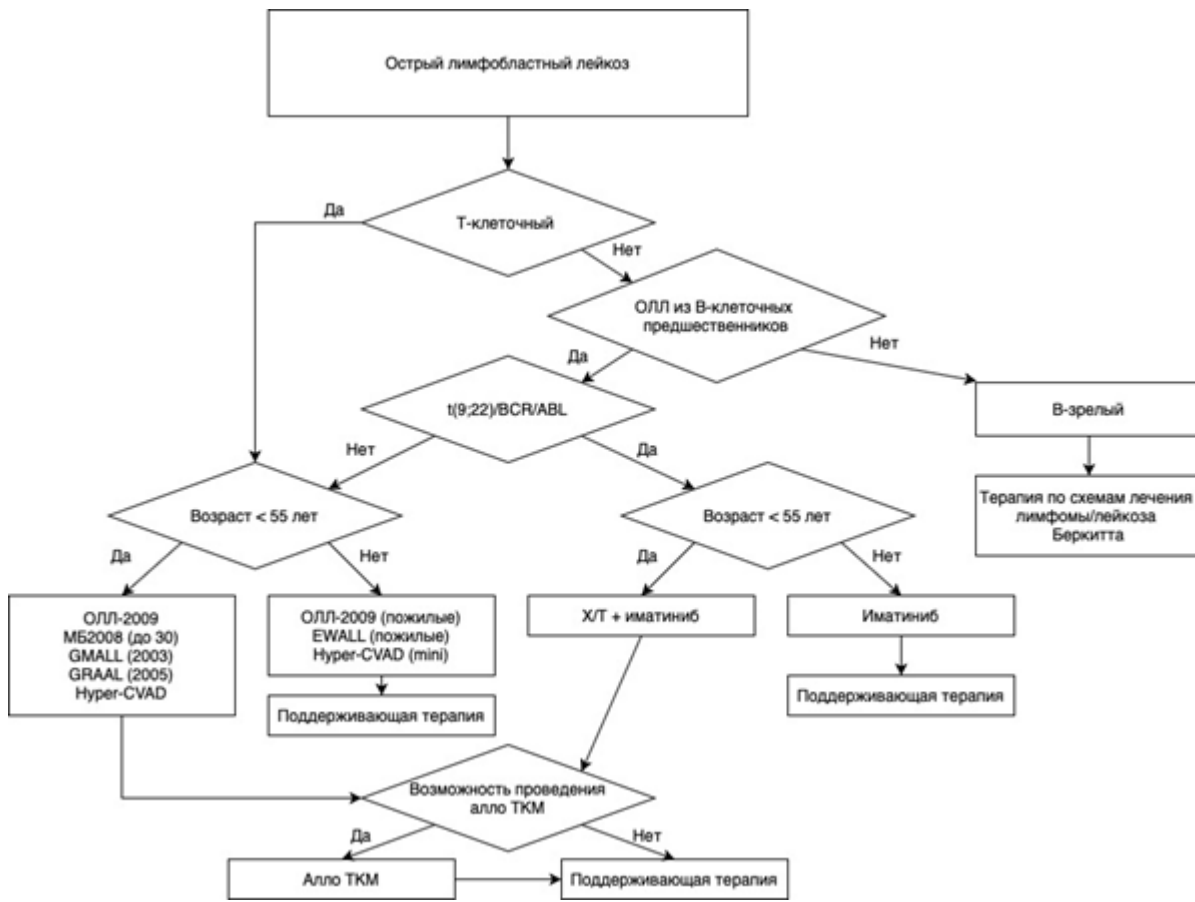 Острый лимфобластный лейкоз
Да
Т-клеточный
Нет
ОЛЛ из В-клеточных
предшественников
Да
Нет
t(9;22)/BCR/ABL
В-зрелый
Нет
Да
Возраст < 55 лет
Возраст < 55 лет
Терапия по схемам лечения
лимфомы/лейкоза
Беркитта
Да
Нет
Да
Нет
ОЛЛ-2009
МБ2008 (до 30)
GMALL (2003)
GRAAL (2005)
Hyper-CVAD
ОЛЛ-2009 (пожилые)
EWALL (пожилые)
Hyper-CVAD (mini)
Х/Т + иматиниб
Иматиниб
Поддерживающая терапия
Поддерживающая терапия
Возможность проведения
алло ТКМ
Да
Нет
Алло ТКМ
Поддерживающая терапия